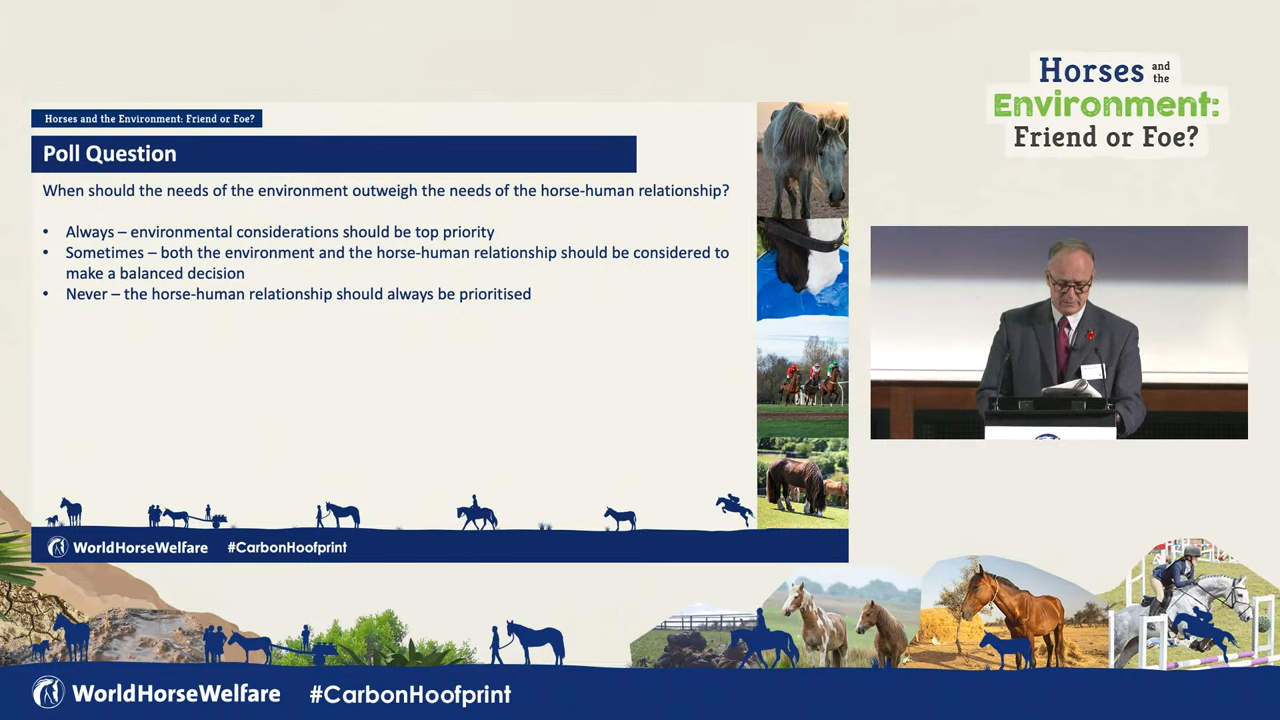 Horses and the
Environment:
Friend or Foe?
Horses and the Environment: Friend or Foe?
Poll Question
When should the needs of the environment outweigh the needs of the horse-human relationship?
• Always – environmental considerations should be top priority
• Sometimes – both the environment and the horse-human relationship should be considered to
make a balanced decision
• Never – the horse-human relationship should always be prioritised
WorldHorseWelfare #CarbonHoofprint
WorldHorseWelfare #CarbonHoofprint